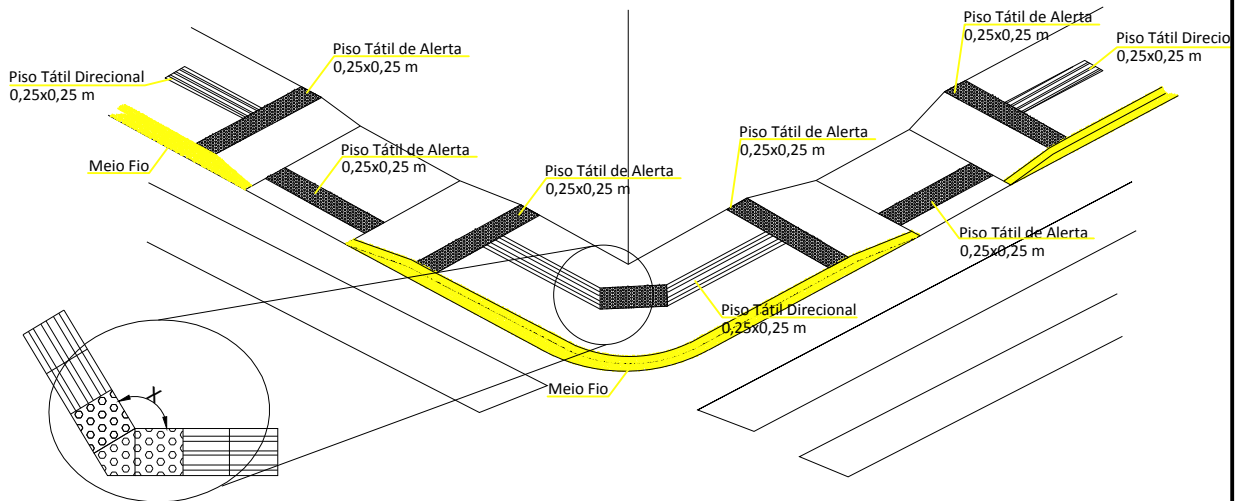 Piso Tátil de Alerta
0,25x0,25 m
Piso Tátil Direcional
0,25x0,25 m
Piso Tátil de Alerta
0,25x0,25 m
Piso Tátil Direcio
0,25x0,25 m
Meio Fio
Piso Tátil de Alerta
0,25x0,25 m
Piso Tátil de Alerta
0,25x0,25 m
Piso Tátil de Alerta
0,25x0,25 m
Piso Tátil de Alerta
0,25x0,25 m
Piso Tátil Direcional
0,25x0,25 m
Meio Fio
X